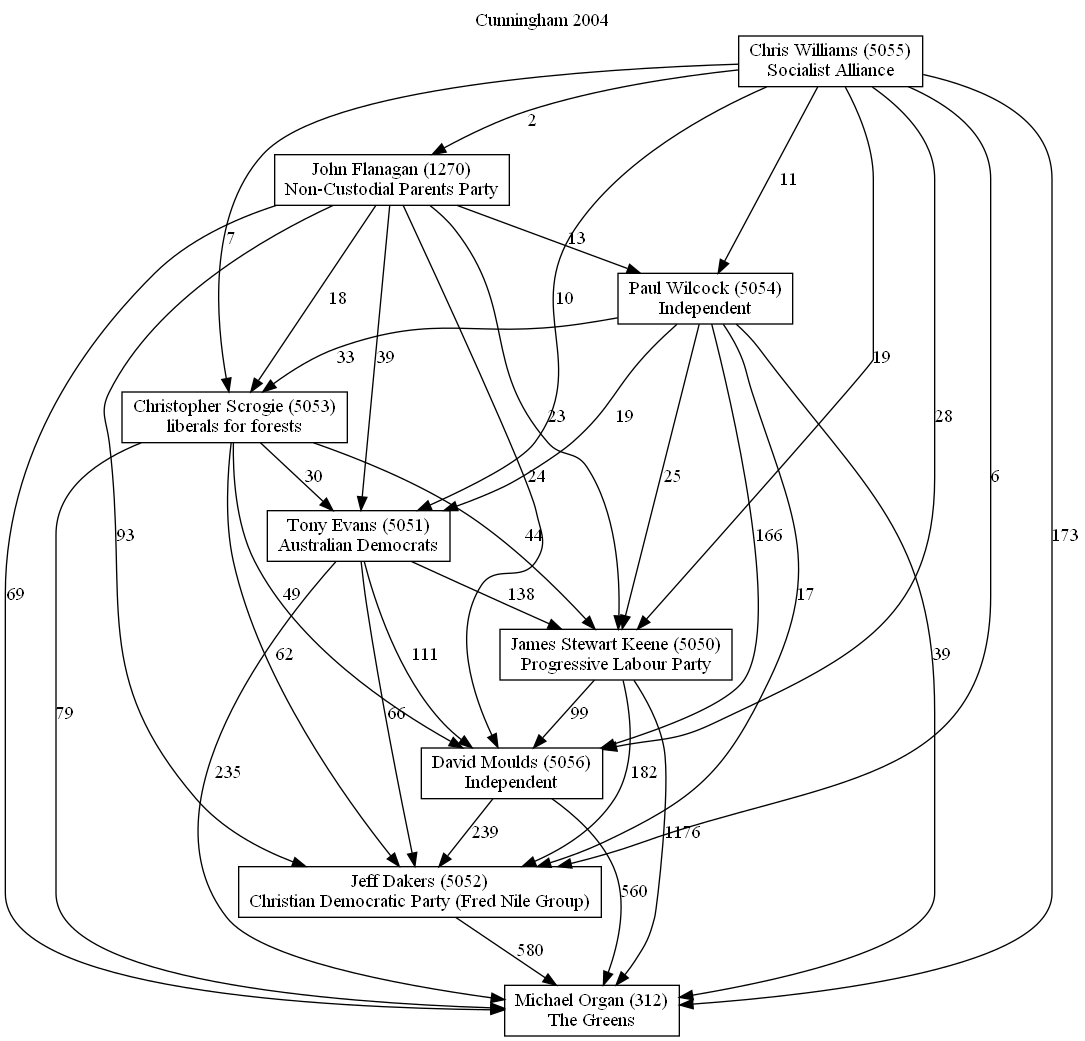 Cunningham 2004
Chris Williams (5055)
Socialist Alliance
2
John Flanagan (1270)
Non-Custodial Parents Party
11
7
13
Paul Wilcock (5054)
Independent
18
10
33
39
19
Christopher Scrogie (5053)
liberals for forests
23
19
28
30
24
25
6
Tony Evans (5051)
Australian Democrats
93
44
166
173
69
49
138
17
James Stewart Keene (5050)
Progressive Labour Party
62
111
39
79
66
99
David Moulds (5056)
Independent
235
182
239
1176
Jeff Dakers (5052)
Christian Democratic Party (Fred Nile Group)
560
580
Michael Organ (312)
The Greens